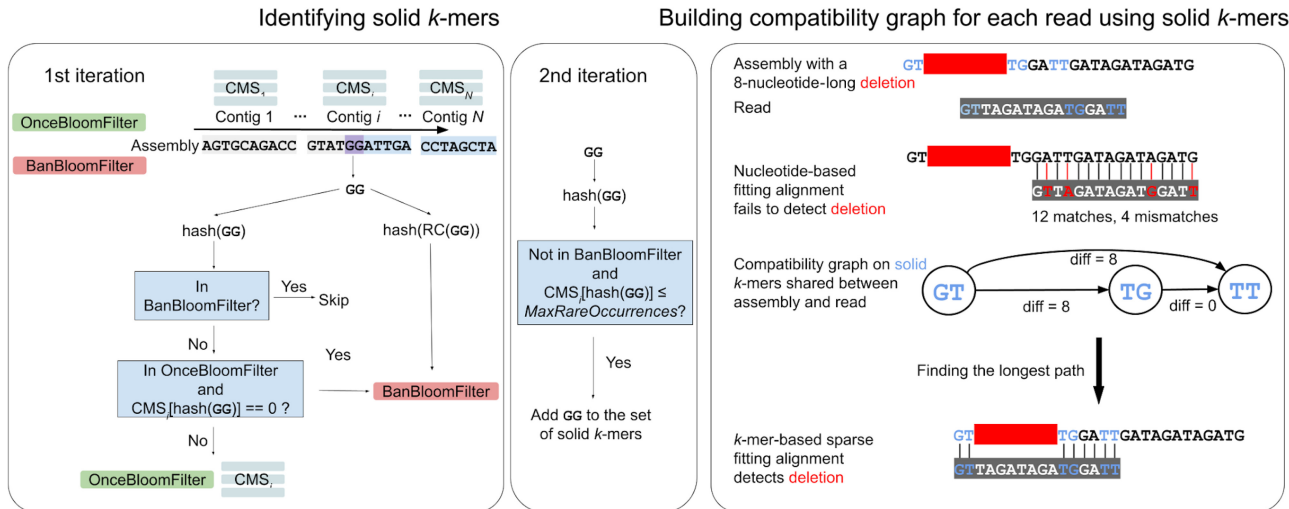 Identifying solid k-mers
1st iteration
CMS1
CMSi
CMSN
Contig 1 ... Contig i ... Contig N
OnceBloomFilter
BanBloomFilter
Assembly AGTGCAGACC GTATGGATTGA CCTAGCTA
GG
hash(GG)
hash(RC(GG))
In
BanBloomFilter?
Yes
Skip
No
In OnceBloomFilter
and
CMSi[hash(GG)] == 0 ?
Yes
BanBloomFilter
No
OnceBloomFilter
CMSi
2nd iteration
GG
hash(GG)
Not in BanBloomFilter
and
CMSi[hash(GG)] ≤
MaxRareOccurrences?
Yes
Add GG to the set
of solid k-mers
Building compatibility graph for each read using solid k-mers
Assembly with a
8-nucleotide-long deletion
GT TGGATTGATAGATAGATG
Read
GTTAGATAGATGGATT
GT TGGATTGATAGATAGATG
Nucleotide-based
fitting alignment
fails to detect deletion
GTTAGATAGATGGATT
12 matches, 4 mismatches
Compatibility graph on solid
k-mers shared between
assembly and read
diff = 8
GT
TG
TT
diff = 8
diff = 0
Finding the longest path
k-mer-based sparse
fitting alignment
detects deletion
GT TGGATTGATAGATAGATG
GTTAGATAGATGGATT